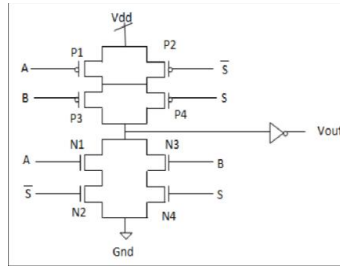 Vdd
P1 P2
A S̅
B S
P3 P4
Vout
N1 N3
A B
S̅ S
N2 N4
Gnd